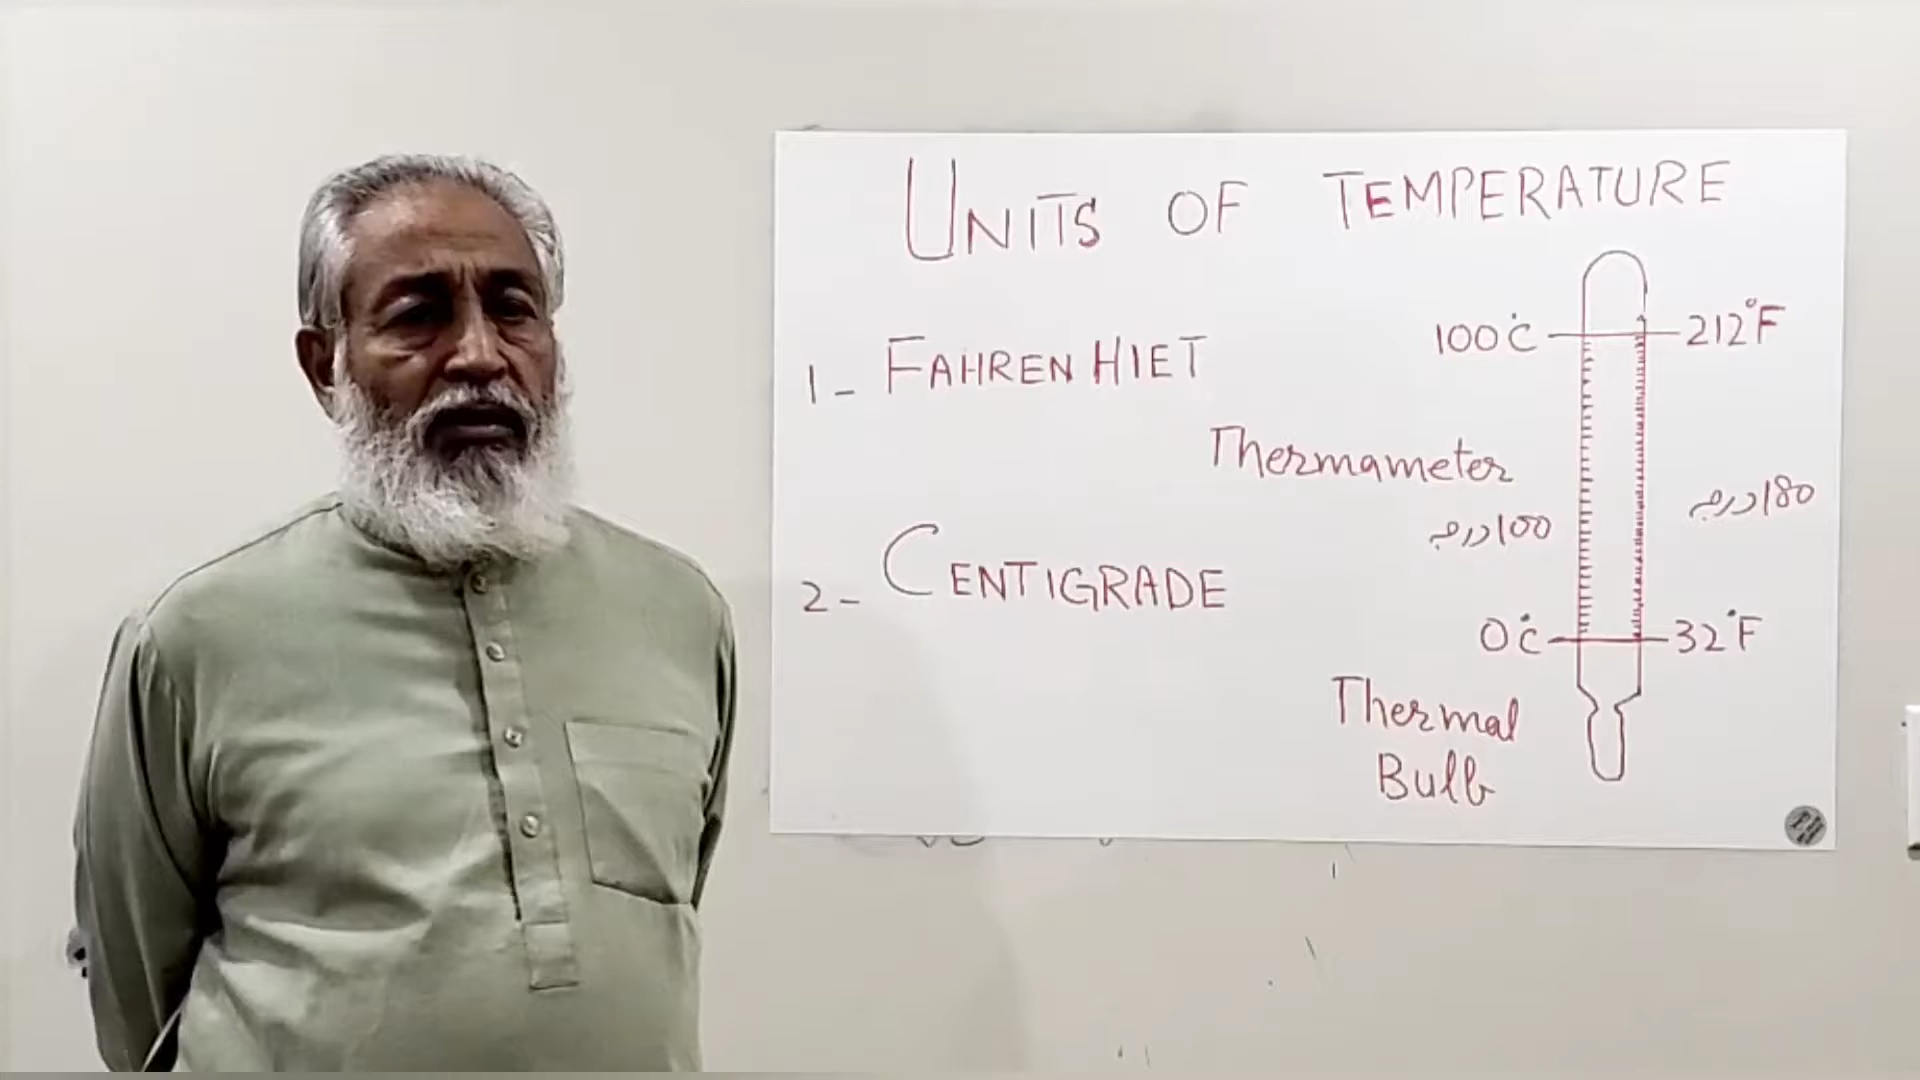 UNITS OF TEMPERATURE
1- FAHRENHIET
100°C
212°F
Thermameter
100 درجہ
180 درجہ
2- CENTIGRADE
0°C
32°F
Thermal
Bulb